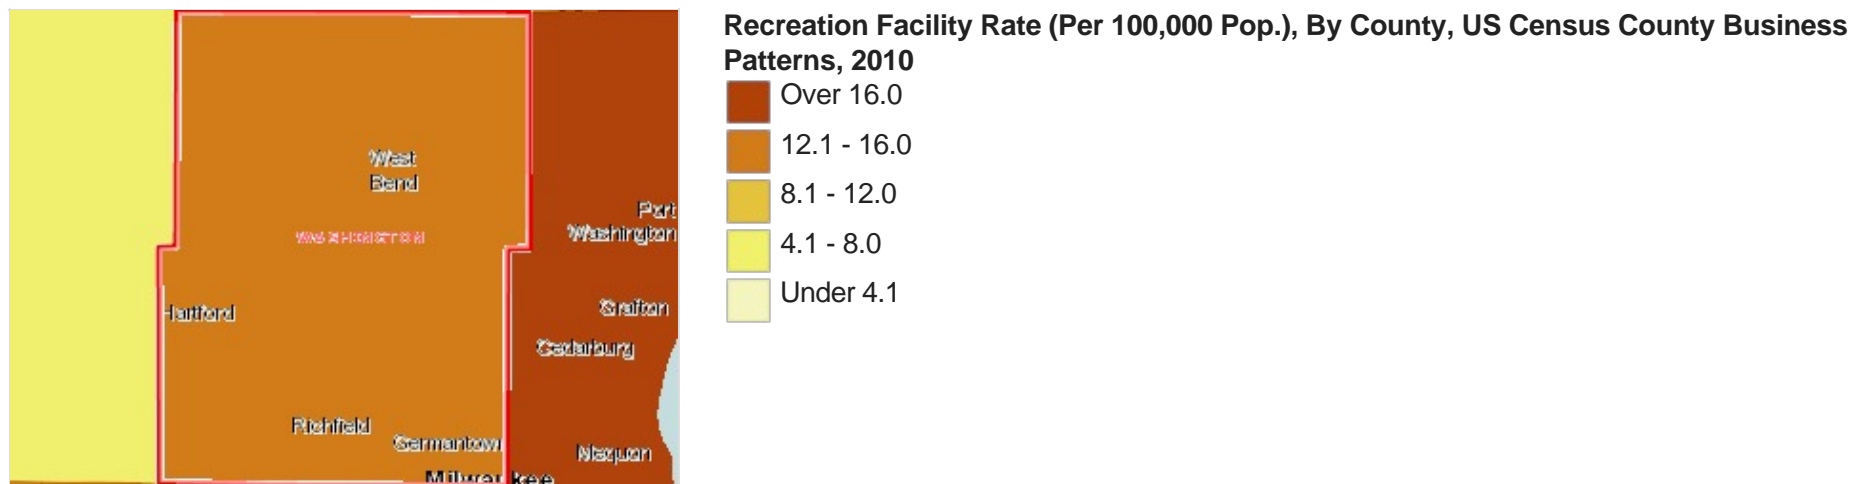 Recreation Facility Rate (Per 100,000 Pop.), By County, US Census County Business
Patterns, 2010
Over 16.0
12.1 - 16.0
8.1 - 12.0
4.1 - 8.0
Under 4.1
West
Bend
Port
Washington
WASHINGTON
Hartford
Grafton
Cedarburg
Richfield
Germantown
Mequon
Milwaukee